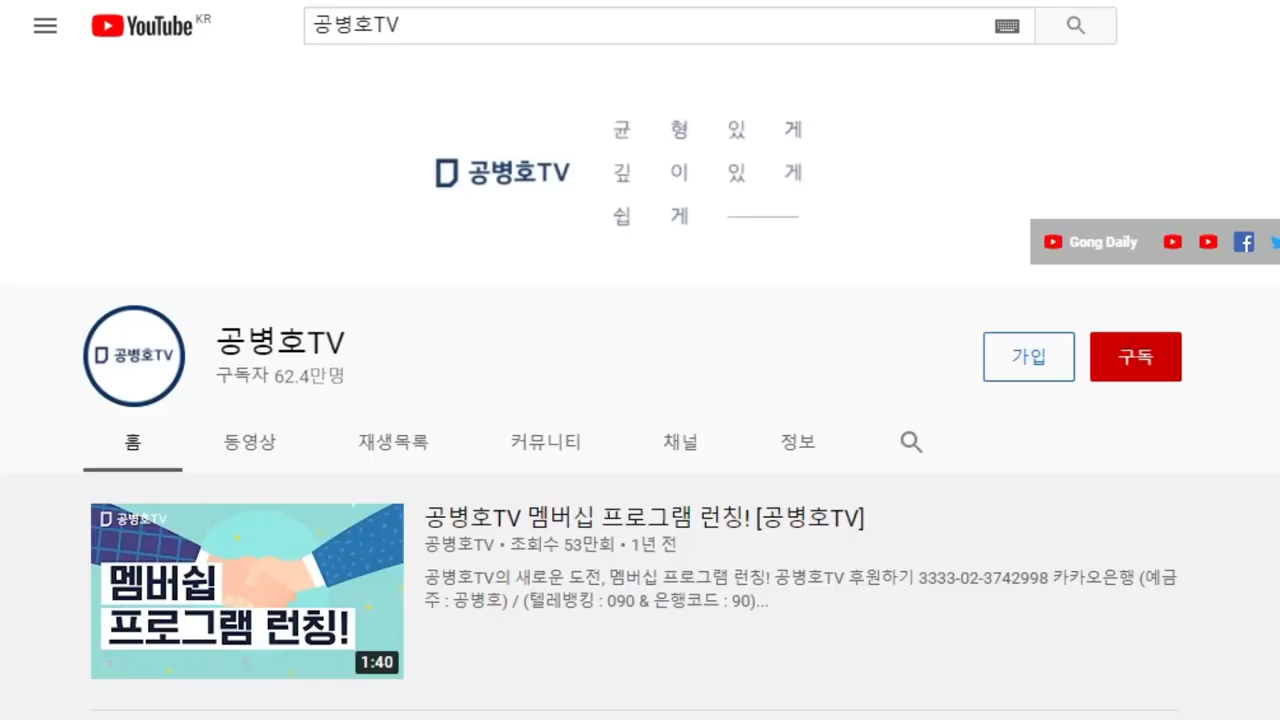 YouTube KR
공병호TV
균 형 있 게
공병호TV
깊 이 있 게
쉽 게
Gong Daily
공병호TV
공병호TV
구독자 62.4만명
가입
구독
홈 동영상 재생목록 커뮤니티 채널 정보
공병호TV
멤버쉽
프로그램 런칭!
1:40
공병호TV 멤버십 프로그램 런칭! [공병호TV]
공병호TV • 조회수 53만회 • 1년 전
공병호TV의 새로운 도전, 멤버십 프로그램 런칭! 공병호TV 후원하기 3333-02-3742998 카카오은행 (예금
주 : 공병호) / (텔레뱅킹 : 090 & 은행코드 : 90)...